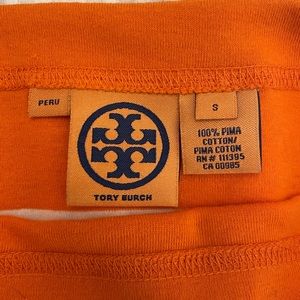 PERU
TORY BURCH
S
100% PIMA
COTTON/
PIMA COTON
RN # 111395
CA 00985